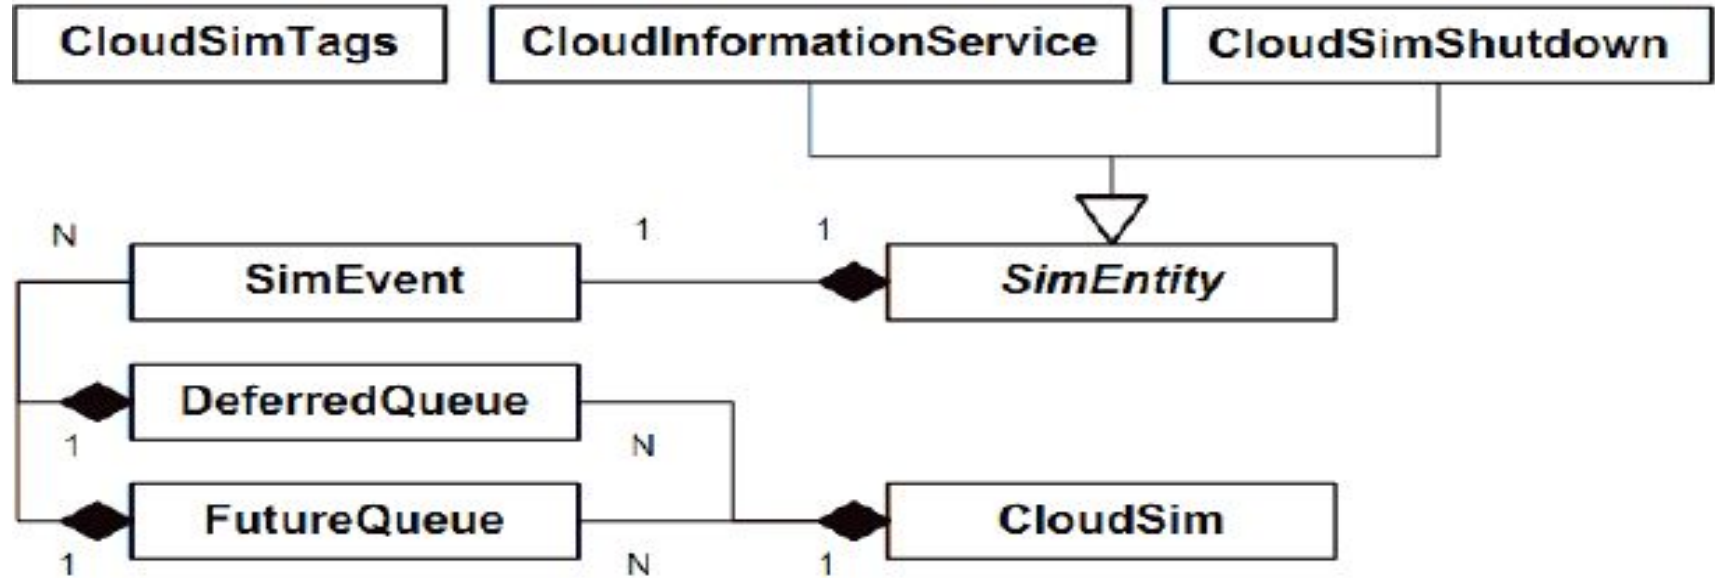 CloudSimTags
CloudInformationService
CloudSimShutdown
N
1
1
SimEvent
SimEntity
DeferredQueue
1
N
FutureQueue
CloudSim
1
N
1